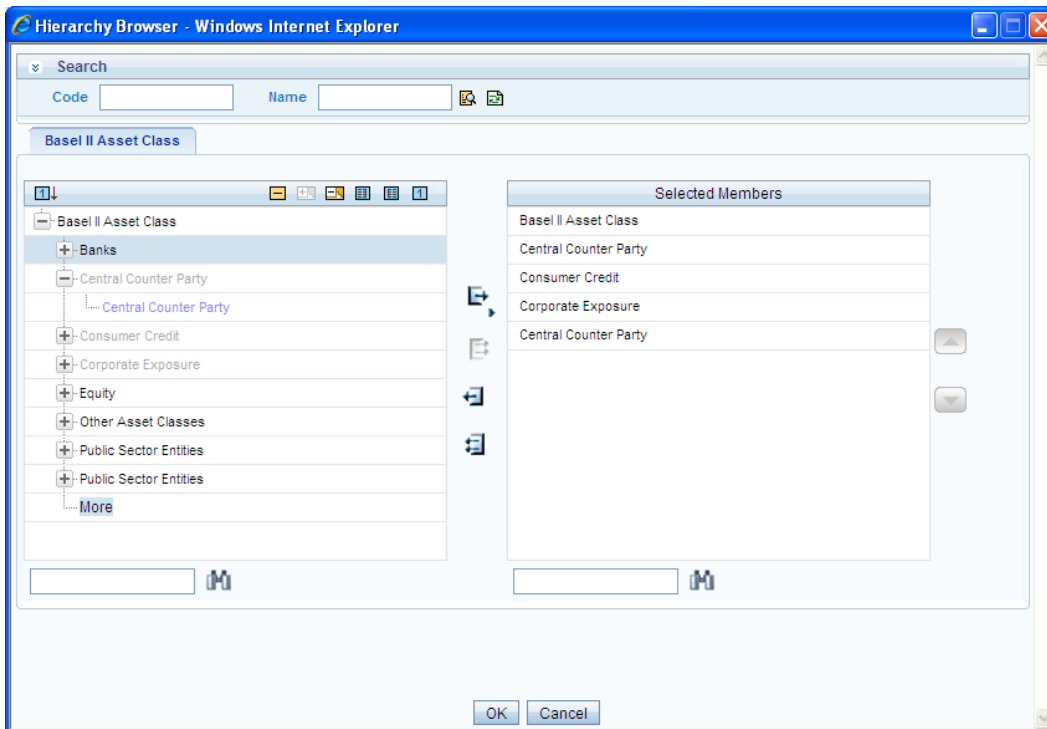 Hierarchy Browser - Windows Internet Explorer
Search
Code Name
Basel II Asset Class
1 1
Basel II Asset Class
Banks
Central Counter Party
Central Counter Party
Consumer Credit
Corporate Exposure
Equity
Other Asset Classes
Public Sector Entities
Public Sector Entities
More
Selected Members
Basel II Asset Class
Central Counter Party
Consumer Credit
Corporate Exposure
Central Counter Party
OK Cancel